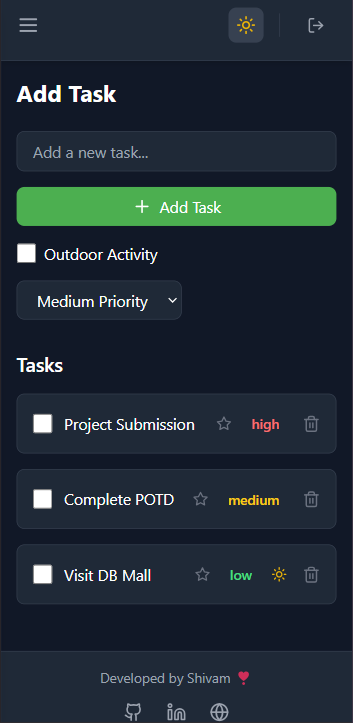 Add Task
Add a new task...
+ Add Task
Outdoor Activity
Medium Priority
Tasks
Project Submission high
Complete POTD medium
Visit DB Mall low
Developed by Shivam ❣